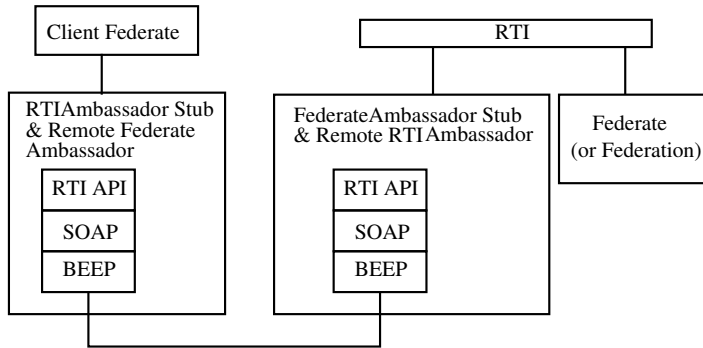 Client Federate
RTI
RTIAmbassador Stub
& Remote Federate
Ambassador
RTI API
SOAP
BEEP
FederateAmbassador Stub
& Remote RTI Ambassador
RTI API
SOAP
BEEP
Federate
(or Federation)